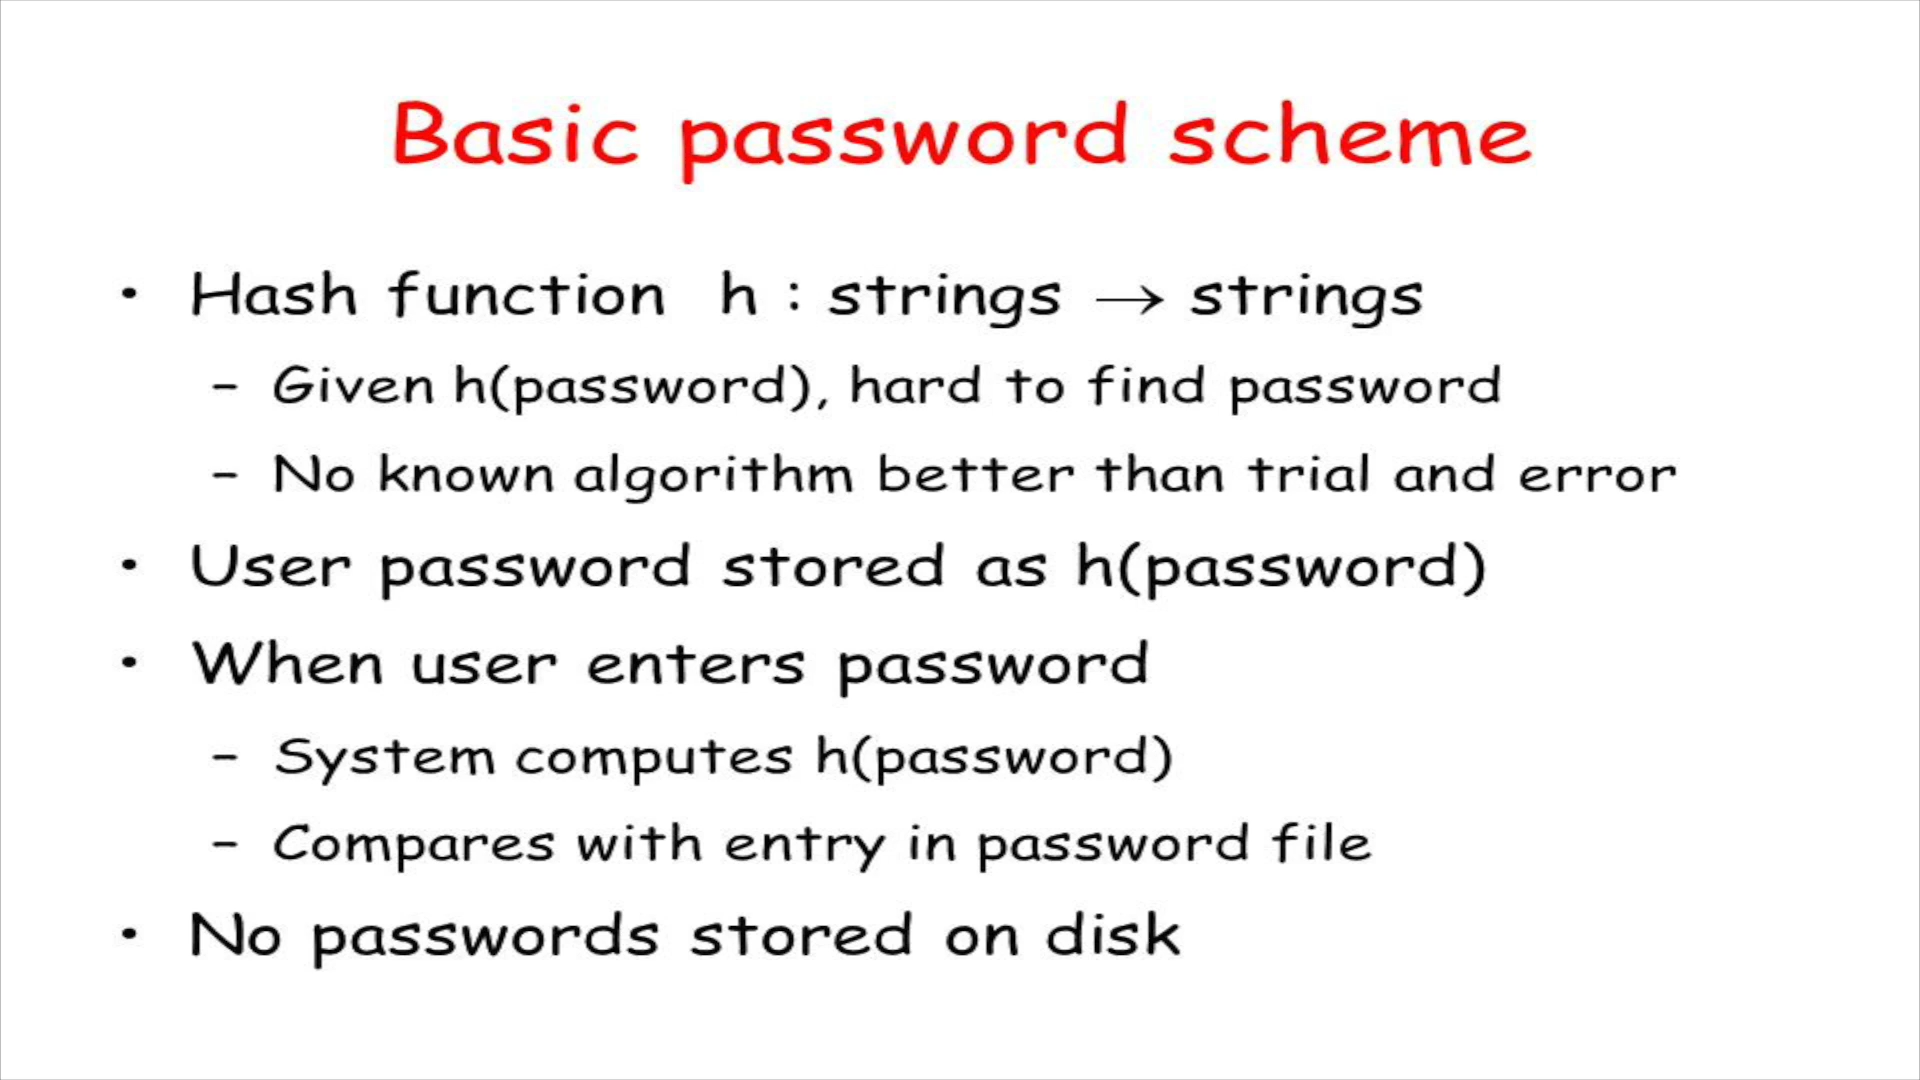 Basic password scheme
• Hash function h : strings → strings
– Given h(password), hard to find password
– No known algorithm better than trial and error
• User password stored as h(password)
• When user enters password
– System computes h(password)
– Compares with entry in password file
• No passwords stored on disk